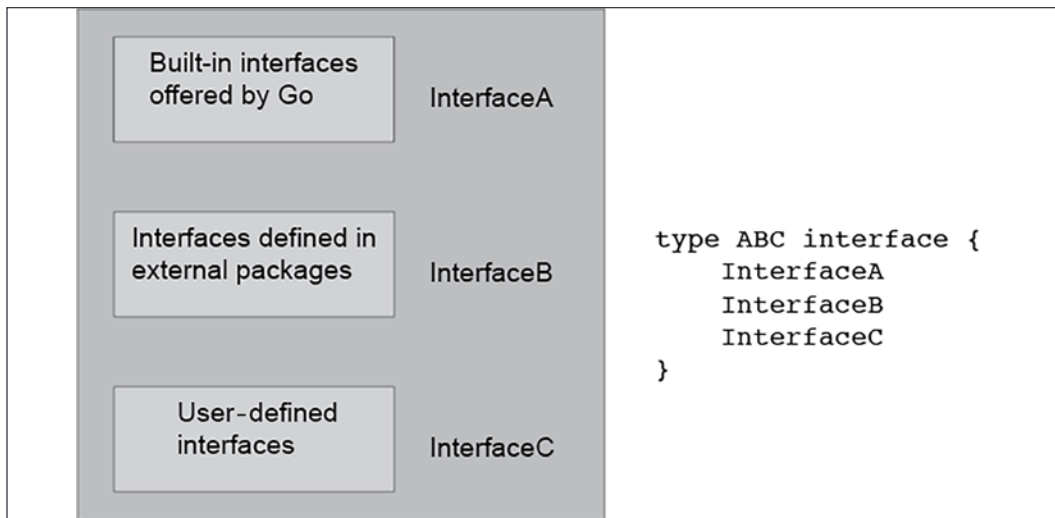 Built-in interfaces
offered by Go
InterfaceA
Interfaces defined in
external packages
InterfaceB
User-defined
interfaces
InterfaceC
type ABC interface {
    InterfaceA
    InterfaceB
    InterfaceC
}